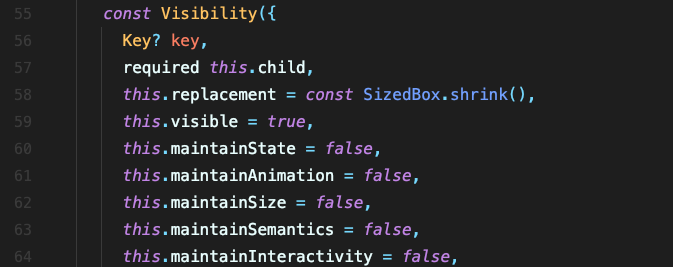 55 const Visibility({
56 Key? key,
57 required this.child,
58 this.replacement = const SizedBox.shrink(),
59 this.visible = true,
60 this.maintainState = false,
61 this.maintainAnimation = false,
62 this.maintainSize = false,
63 this.maintainSemantics = false,
64 this.maintainInteractivity = false,